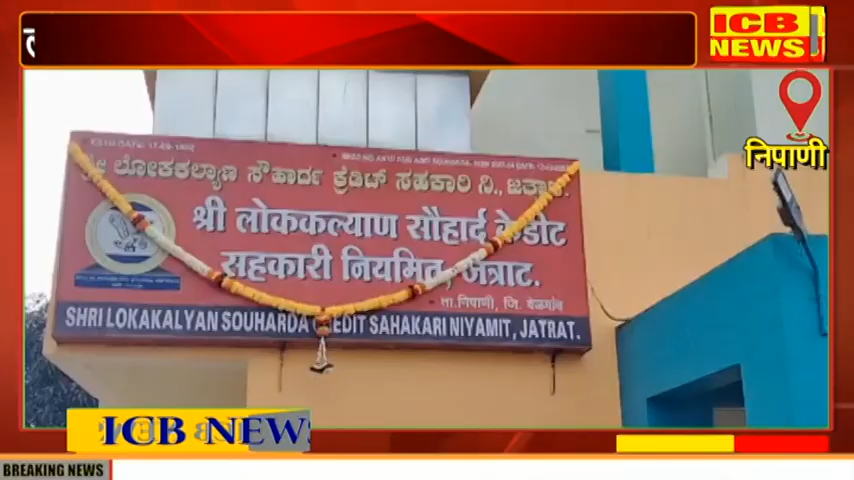 ICB
NEWS
निपाणी
ಶ್ರೀ ಲೋಕಕಲ್ಯಾಣ ಸೌಹಾರ್ದ ಕ್ರೆಡಿಟ್ ಸಹಕಾರಿ ನಿ., ಜತ್ರಾಟ
श्री लोककल्याण सौहार्द क्रेडीट
सहकारी नियमित, जत्राट.
ता.निपाणी, जि. बेळगांव
SHRI LOKAKALYAN SOUHARDA CREDIT SAHAKARI NIYAMIT, JAYRAT.
ICB NEWS
BREAKING NEWS